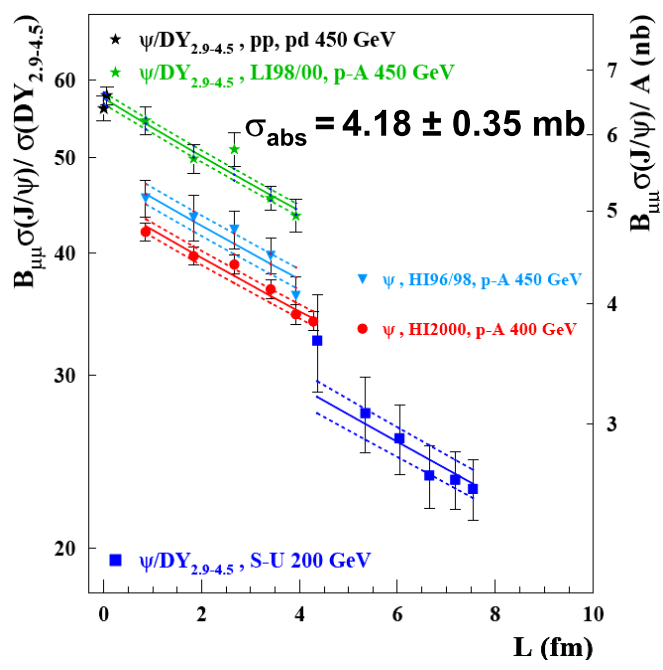 ψ/DY2.9-4.5 , pp, pd 450 GeV
ψ/DY2.9-4.5 , LI98/00, p-A 450 GeV
σabs = 4.18 ± 0.35 mb
ψ , HI96/98, p-A 450 GeV
ψ , HI2000, p-A 400 GeV
ψ/DY2.9-4.5 , S-U 200 GeV
Bμμσ(J/ψ)/ σ(DY2.9-4.5)
60
50
40
30
20
Bμμσ(J/ψ)/ A (nb)
7
6
5
4
3
0 2 4 6 8 10
L (fm)